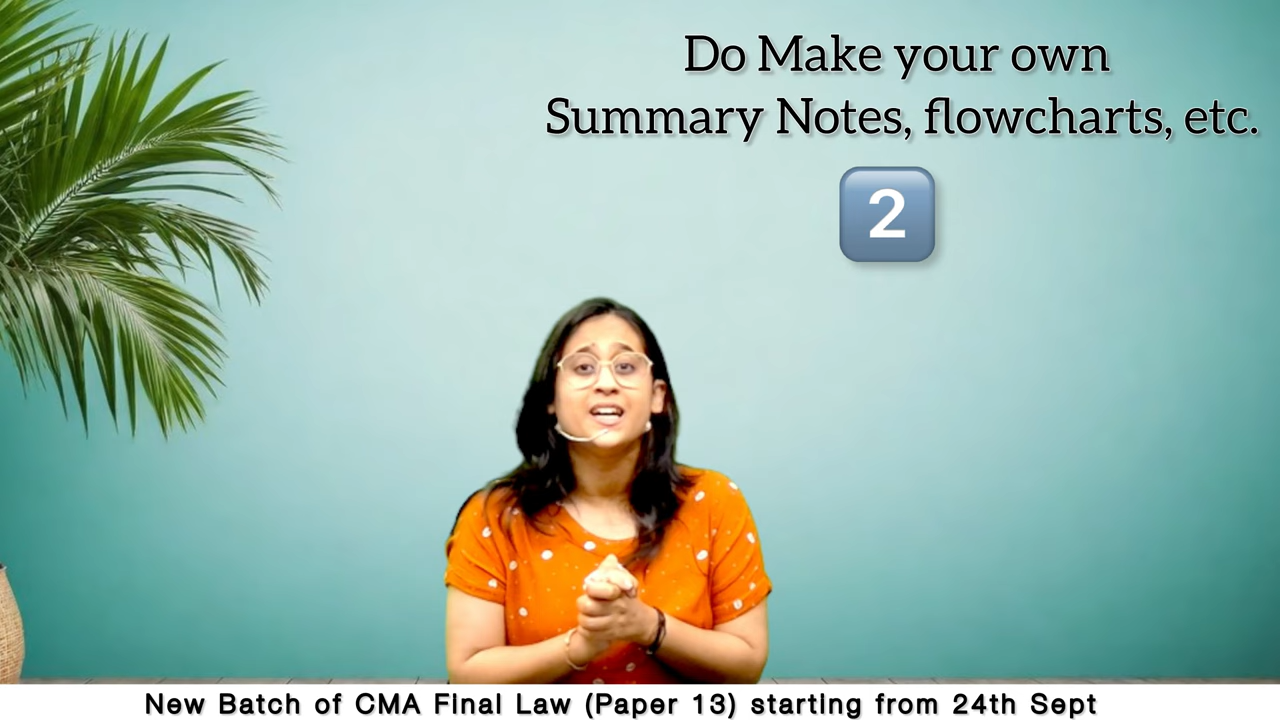 Do Make your own
Summary Notes, flowcharts, etc.
2
New Batch of CMA Final Law (Paper 13) starting from 24th Sept